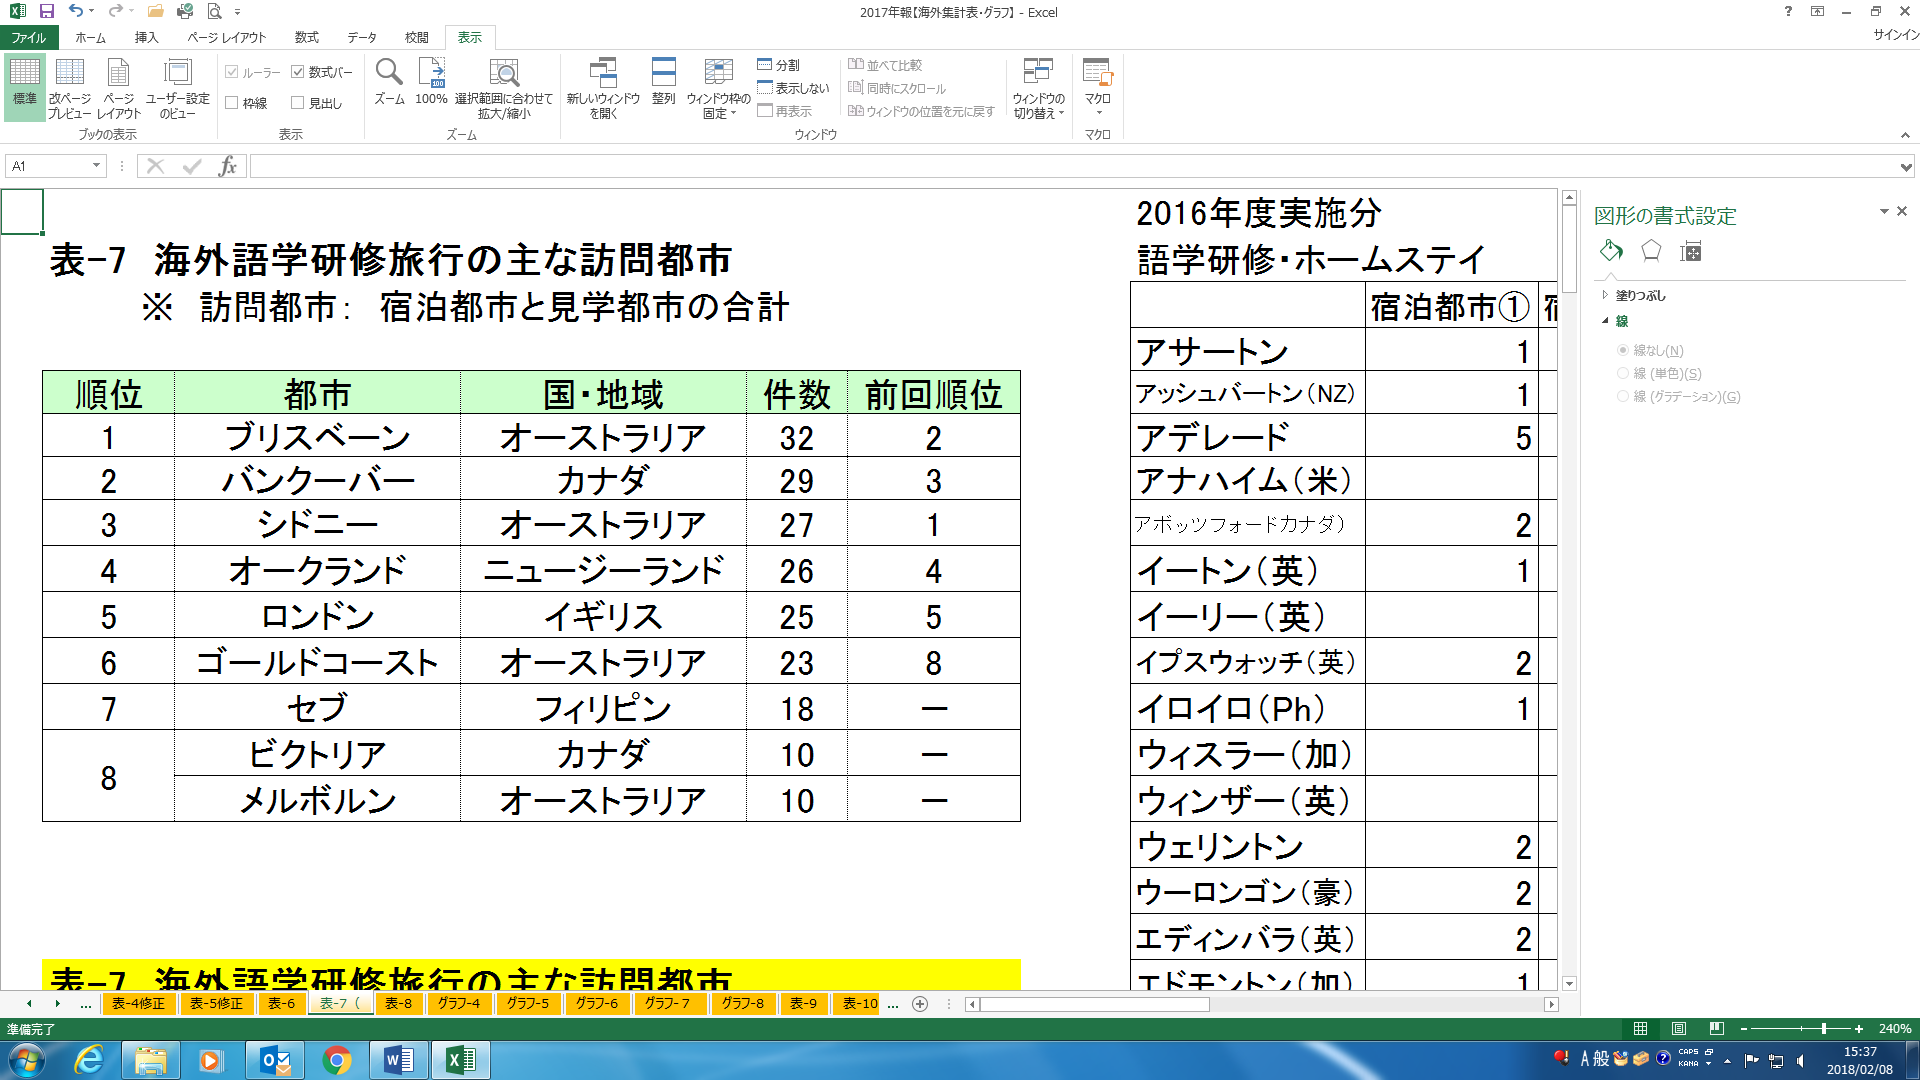 2017年報【海外集計表・グラフ】 - Excel
サインイン
ファイル ホーム 挿入 ページ レイアウト 数式 データ 校閲 表示
標準 改ページ プレビュー ページ レイアウト ユーザー設定 のビュー
ブックの表示
ルーラー 数式バー
枠線 見出し
表示
ズーム 100% 選択範囲に合わせて 拡大/縮小
ズーム
新しいウィンドウ を開く 整列 ウィンドウ枠の 固定
分割
表示しない
再表示
並べて比較
同時にスクロール
ウィンドウの位置を元に戻す
ウィンドウの 切り替え
ウィンドウ
マクロ
マクロ
A1
fx
表-7 海外語学研修旅行の主な訪問都市
※ 訪問都市： 宿泊都市と見学都市の合計
順位 都市 国・地域 件数 前回順位
1 ブリスベーン オーストラリア 32 2
2 バンクーバー カナダ 29 3
3 シドニー オーストラリア 27 1
4 オークランド ニュージーランド 26 4
5 ロンドン イギリス 25 5
6 ゴールドコースト オーストラリア 23 8
7 セブ フィリピン 18 ー
8 ビクトリア カナダ 10 ー
メルボルン オーストラリア 10 ー
表-7 海外語学研修旅行の主な訪問都市
2016年度実施分
語学研修・ホームステイ
宿泊都市①
アサートン 1
アッシュバートン（NZ） 1
アデレード 5
アナハイム（米）
アボッツフォードカナダ） 2
イートン（英） 1
イーリー（英）
イプスウォッチ（英） 2
イロイロ（Ph） 1
ウィスラー（加）
ウィンザー（英）
ウェリントン 2
ウーロンゴン（豪） 2
エディンバラ（英） 2
エドモントン（加） 1
図形の書式設定
塗りつぶし
線
線なし(N)
線 (単色)(S)
線 (グラデーション)(G)
... 表-4修正 表-5修正 表-6 表-7（ 表-8 グラフ-4 グラフ-5 グラフ-6 グラフ-７ グラフ-8 表-9 表-10 ...
準備完了
240%
A 般 CAPS KANA
15:37
2018/02/08